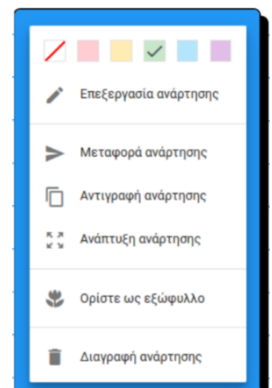 Επεξεργασία ανάρτησης
Μεταφορά ανάρτησης
Αντιγραφή ανάρτησης
Ανάπτυξη ανάρτησης
Ορίστε ως εξώφυλλο
Διαγραφή ανάρτησης